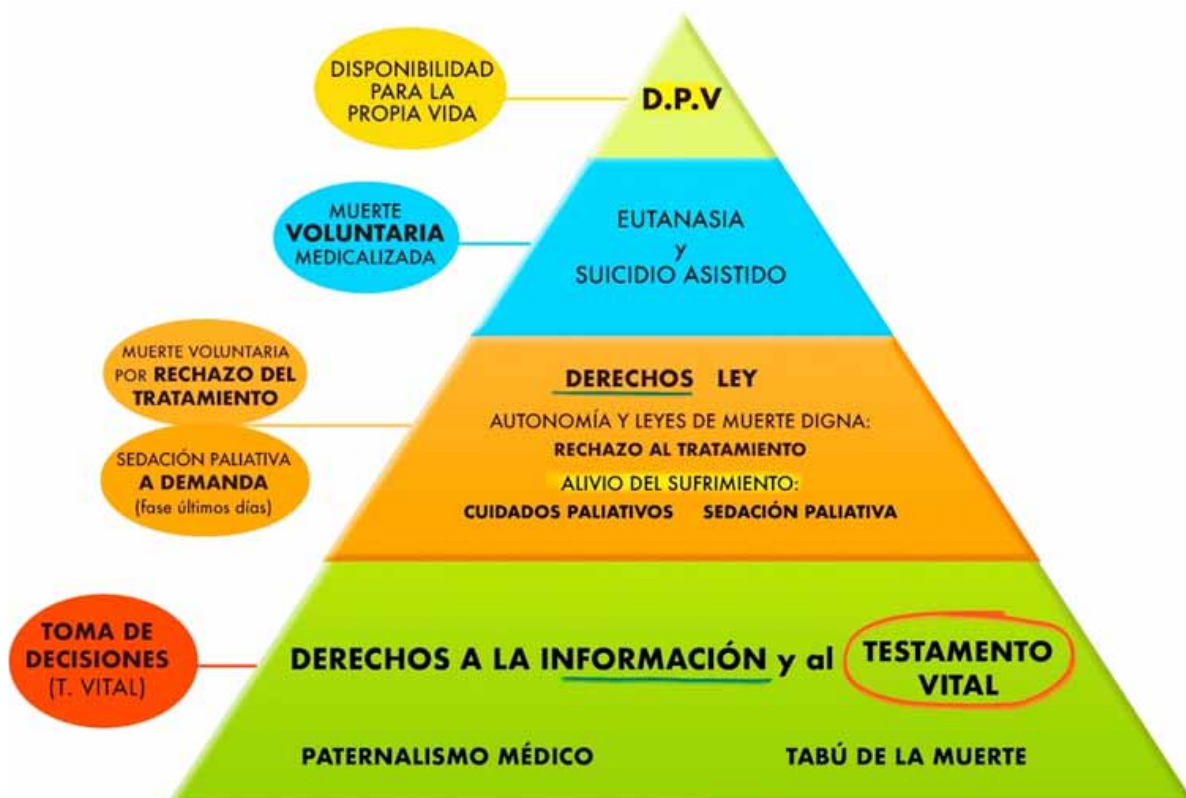 DISPONIBILIDAD
PARA LA
PROPIA VIDA
D.P.V
MUERTE
VOLUNTARIA
MEDICALIZADA
EUTANASIA
y
SUICIDIO ASISTIDO
MUERTE VOLUNTARIA
POR RECHAZO DEL
TRATAMIENTO
SEDACIÓN PALIATIVA
A DEMANDA
(fase últimos días)
DERECHOS LEY
AUTONOMÍA Y LEYES DE MUERTE DIGNA:
RECHAZO AL TRATAMIENTO
ALIVIO DEL SUFRIMIENTO:
CUIDADOS PALIATIVOS SEDACIÓN PALIATIVA
TOMA DE
DECISIONES
(T. VITAL)
DERECHOS A LA INFORMACIÓN y al TESTAMENTO
VITAL
PATERNALISMO MÉDICO TABÚ DE LA MUERTE